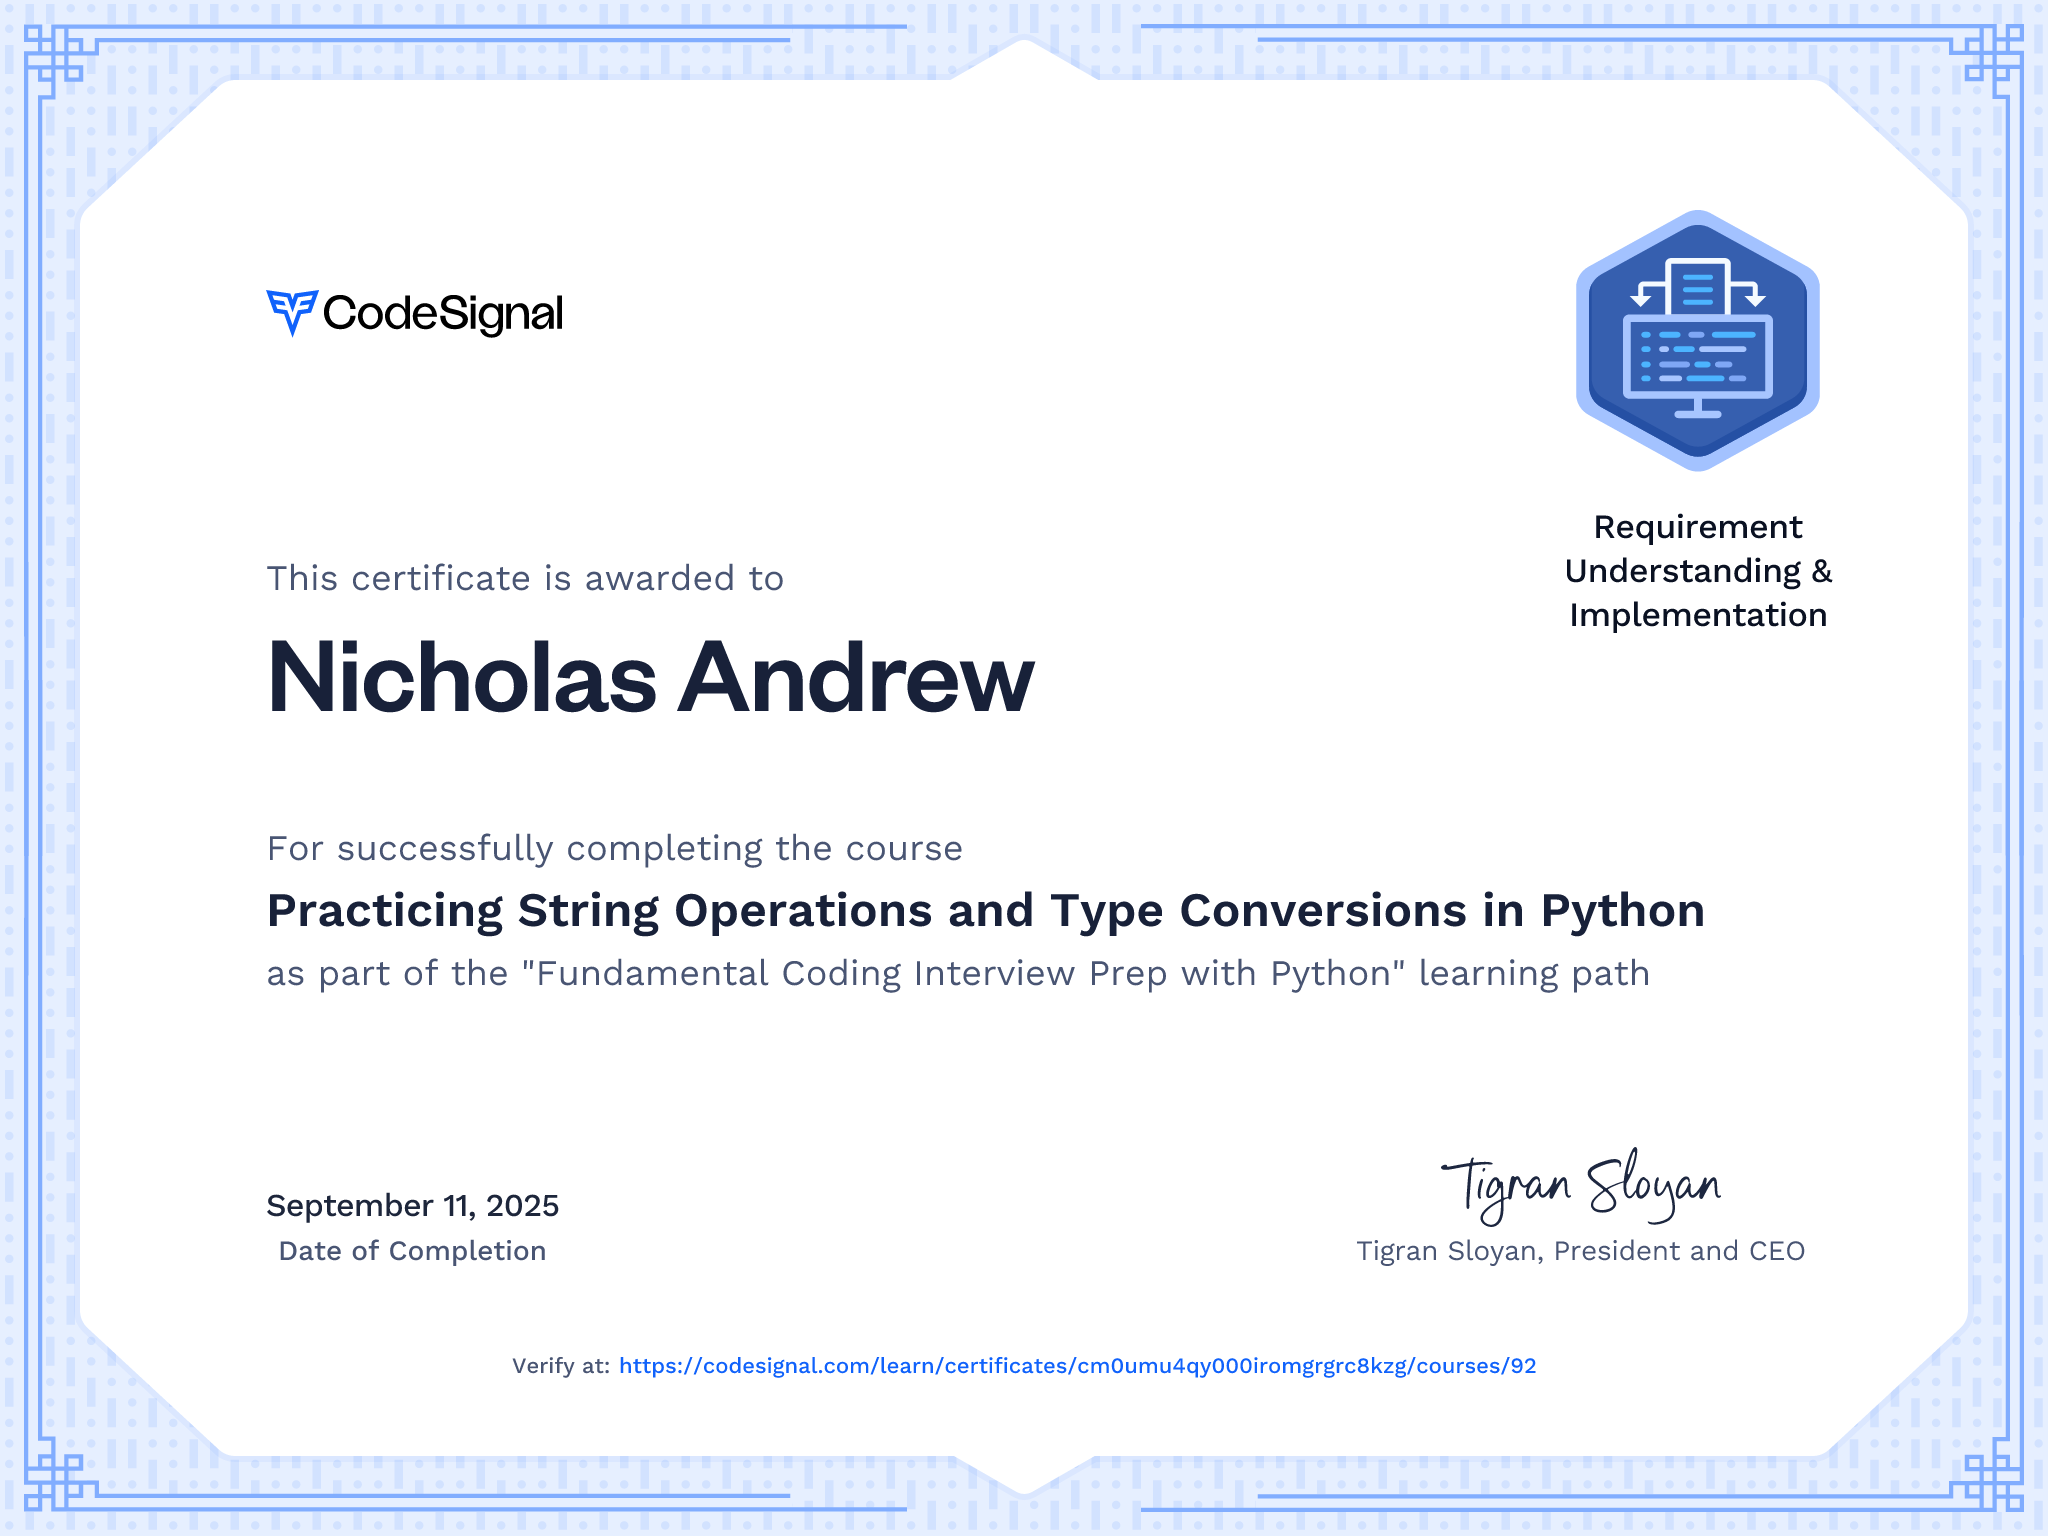 CodeSignal
Requirement
Understanding &
Implementation
This certificate is awarded to
Nicholas Andrew
For successfully completing the course
Practicing String Operations and Type Conversions in Python
as part of the "Fundamental Coding Interview Prep with Python" learning path
September 11, 2025
Date of Completion
Tigran Sloyan
Tigran Sloyan, President and CEO
Verify at: https://codesignal.com/learn/certificates/cm0umu4qy000iromgrgrc8kzg/courses/92